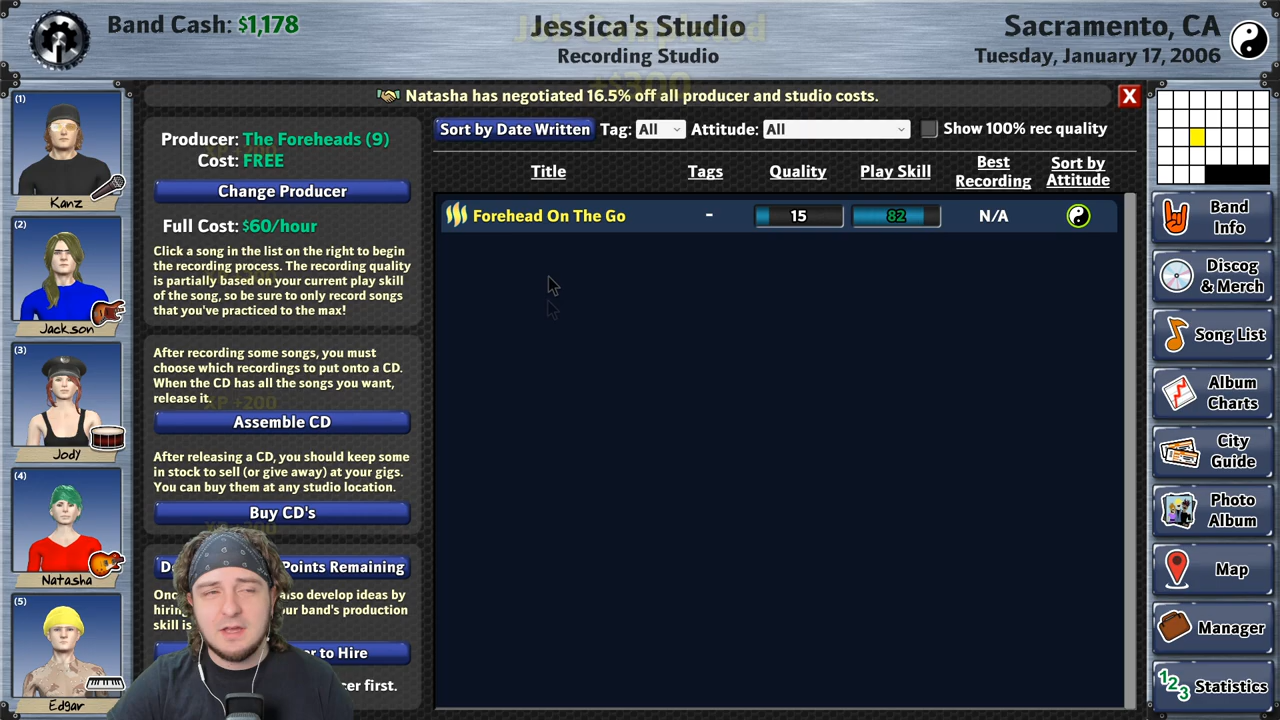 Band Cash: $1,178
Jessica's Studio
Recording Studio
Sacramento, CA
Tuesday, January 17, 2006
Natasha has negotiated 16.5% off all producer and studio costs.
X
(1)
Kanz
(2)
Jackson
(3)
Jody
(4)
Natasha
(5)
Edgar
Producer: The Foreheads (9)
Cost: FREE
Change Producer
Full Cost: $60/hour
Click a song in the list on the right to begin
the recording process. The recording quality
is partially based on your current play skill
of the song, so be sure to only record songs
that you've practiced to the max!
After recording some songs, you must
choose which recordings to put onto a CD.
When the CD has all the songs you want,
release it.
XP +200
Assemble CD
After releasing a CD, you should keep some
in stock to sell (or give away) at your gigs.
You can buy them at any studio location.
Buy CD's
Points Remaining
also develop ideas by
our band's production
skill is
to Hire
first.
Sort by Date Written Tag: All Attitude: All Show 100% rec quality
Title Tags Quality Play Skill Best Recording Sort by Attitude
Forehead On The Go - 15 82 N/A
Band Info
Discog & Merch
Song List
Album Charts
City Guide
Photo Album
Map
Manager
123 Statistics